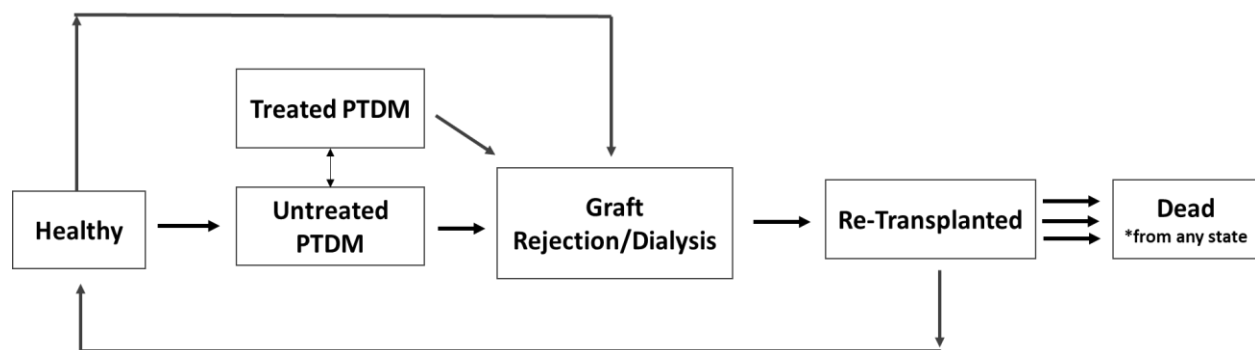 Treated PTDM
Healthy
Untreated
PTDM
Graft
Rejection/Dialysis
Re-Transplanted
Dead
*from any state